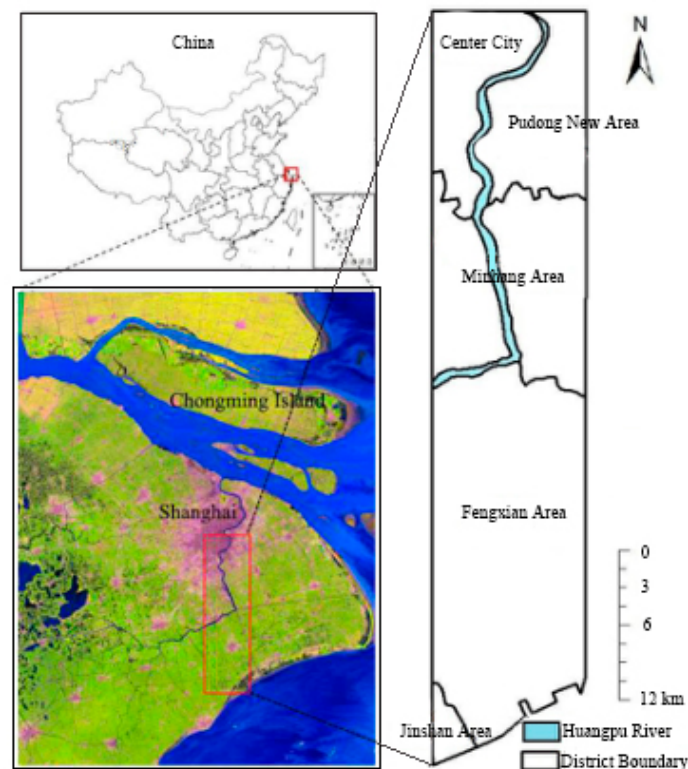 China
Chongming Island
Shanghai
N
Center City
Pudong New Area
Minhang Area
Fengxian Area
Jinshan Area
0
3
6
12 km
Huangpu River
District Boundary